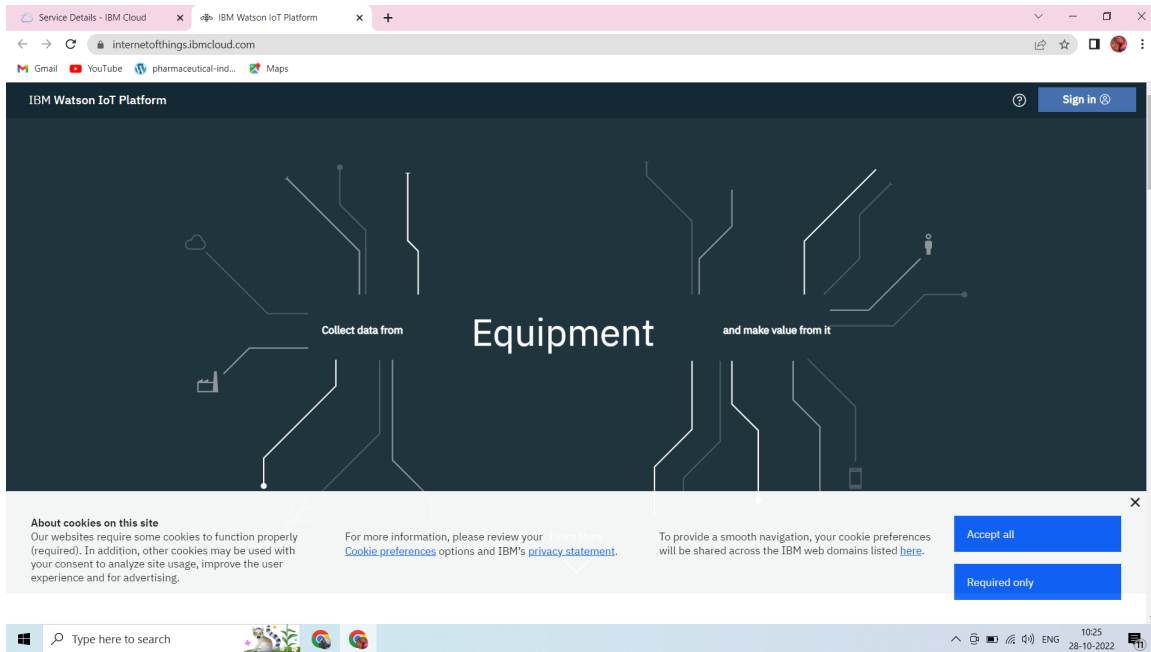 Service Details - IBM Cloud
IBM Watson IoT Platform
internetofthings.ibmcloud.com
Gmail
YouTube
pharmaceutical-ind...
Maps
IBM Watson IoT Platform
Sign in
Collect data from
Equipment
and make value from it
About cookies on this site
Our websites require some cookies to function properly
(required). In addition, other cookies may be used with
your consent to analyze site usage, improve the user
experience and for advertising.
For more information, please review your
Cookie preferences options and IBM's privacy statement.
To provide a smooth navigation, your cookie preferences
will be shared across the IBM web domains listed here.
Accept all
Required only
Type here to search
ENG
10:25
28-10-2022
11